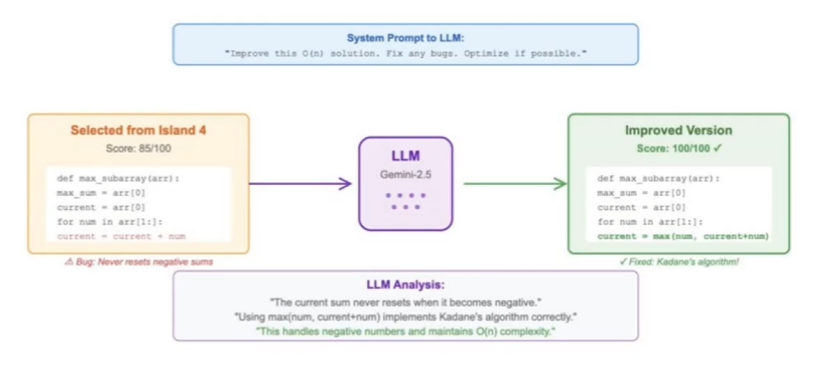 System Prompt to LLM:
"Improve this O(n) solution. Fix any bugs. Optimize if possible."
Selected from Island 4
Score: 85/100
def max_subarray(arr):
max_sum = arr[0]
current = arr[0]
for num in arr[1:]:
current = current + num
⚠ Bug: Never resets negative sums
LLM
Gemini-2.5
Improved Version
Score: 100/100 ✓
def max_subarray(arr):
max_sum = arr[0]
current = arr[0]
for num in arr[1:]:
current = max(num, current+num)
✓ Fixed: Kadane's algorithm!
LLM Analysis:
"The current sum never resets when it becomes negative."
"Using max(num, current+num) implements Kadane's algorithm correctly."
"This handles negative numbers and maintains O(n) complexity."